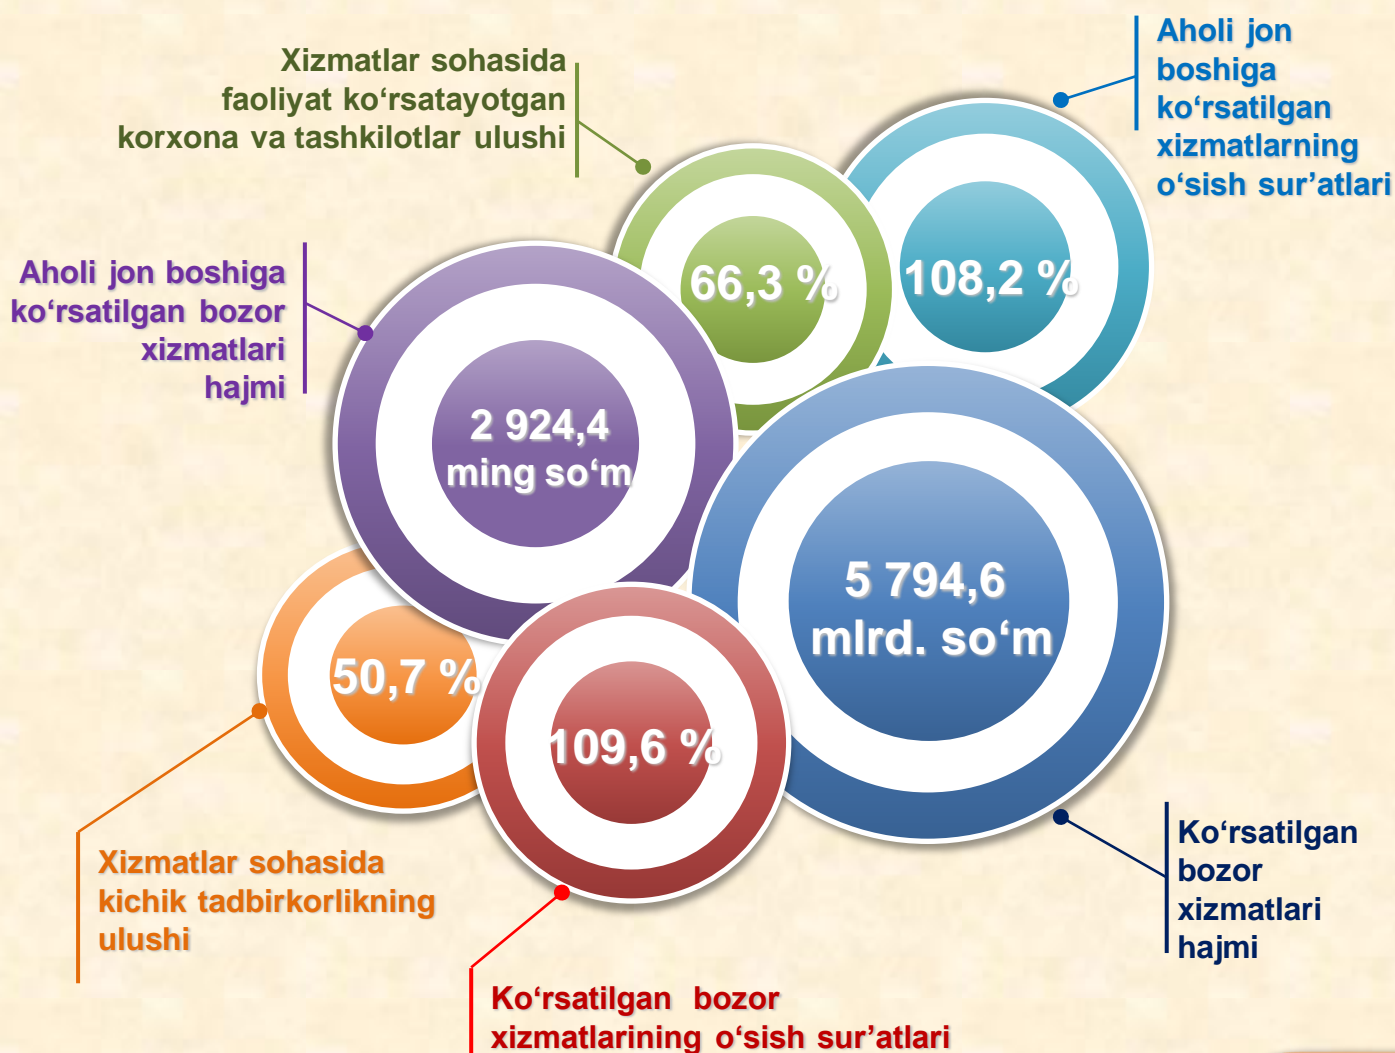 Aholi jon
boshiga
ko‘rsatilgan
xizmatlarning
o‘sish sur’atlari
Xizmatlar sohasida
faoliyat ko‘rsatayotgan
korxona va tashkilotlar ulushi
Aholi jon boshiga
ko‘rsatilgan bozor
xizmatlari
hajmi
66,3 %
108,2 %
2 924,4
ming so‘m
5 794,6
mlrd. so‘m
50,7 %
109,6 %
Ko‘rsatilgan
bozor
xizmatlari
hajmi
Xizmatlar sohasida
kichik tadbirkorlikning
ulushi
Ko‘rsatilgan bozor
xizmatlarining o‘sish sur’atlari